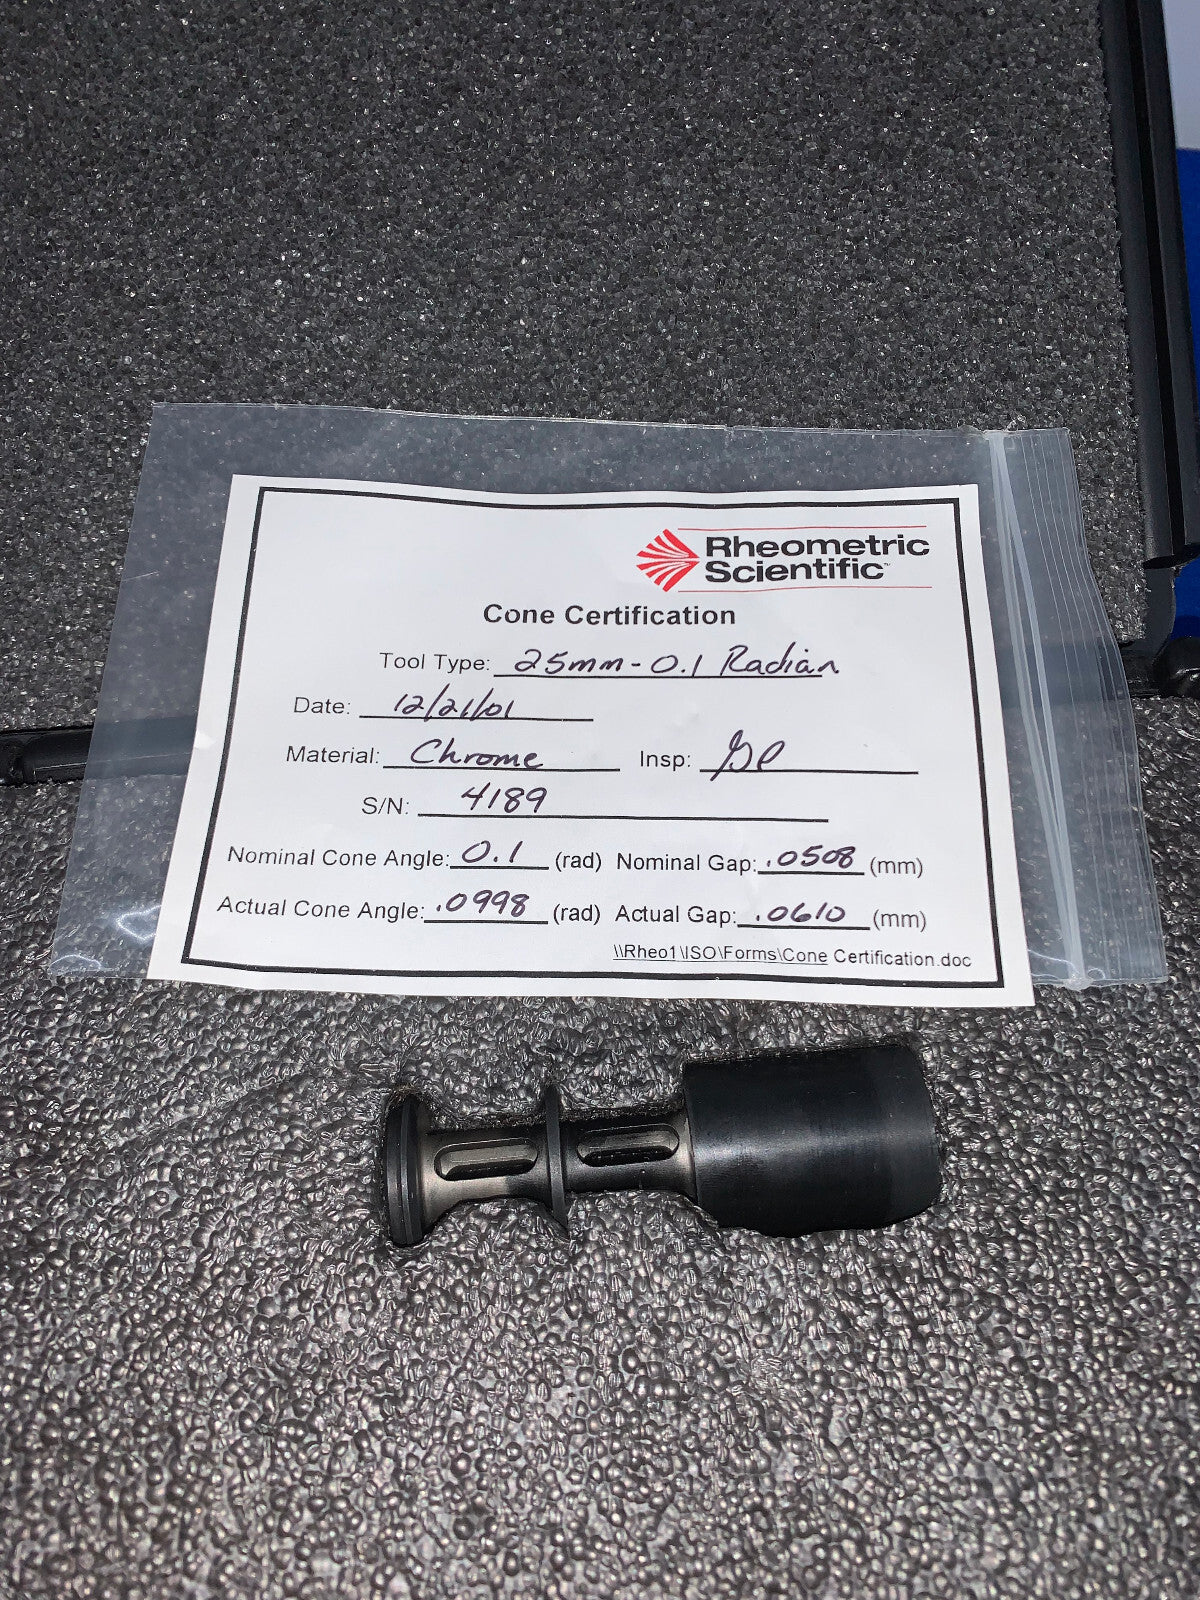 Rheometric
Scientific™
Cone Certification
Tool Type: 25mm - 0.1 Radian
Date: 12/21/01
Material: Chrome Insp:
S/N: 4189
Nominal Cone Angle: 0.1 (rad) Nominal Gap: .0508 (mm)
Actual Cone Angle: .0998 (rad) Actual Gap: .0610 (mm)
\\Rheo1\ISO\Forms\Cone Certification.doc